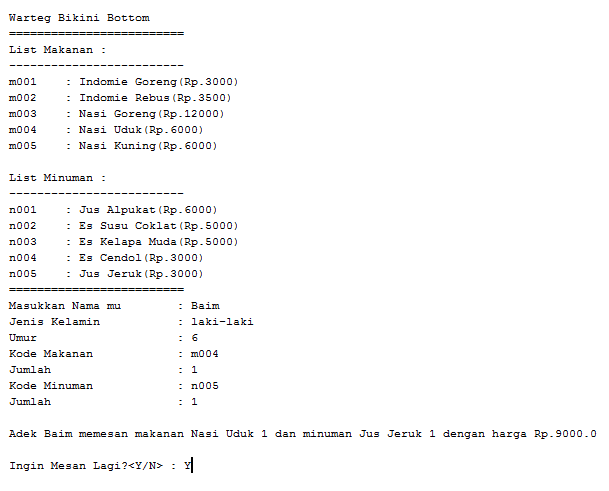 Warteg Bikini Bottom
=========================
List Makanan :
-------------------------
m001    : Indomie Goreng(Rp.3000)
m002    : Indomie Rebus(Rp.3500)
m003    : Nasi Goreng(Rp.12000)
m004    : Nasi Uduk(Rp.6000)
m005    : Nasi Kuning(Rp.6000)
List Minuman :
-------------------------
n001    : Jus Alpukat(Rp.6000)
n002    : Es Susu Coklat(Rp.5000)
n003    : Es Kelapa Muda(Rp.5000)
n004    : Es Cendol(Rp.3000)
n005    : Jus Jeruk(Rp.3000)
=========================
Masukkan Nama mu        : Baim
Jenis Kelamin           : laki-laki
Umur                    : 6
Kode Makanan            : m004
Jumlah                  : 1
Kode Minuman            : n005
Jumlah                  : 1
Adek Baim memesan makanan Nasi Uduk 1 dan minuman Jus Jeruk 1 dengan harga Rp.9000.0
Ingin Mesan Lagi?<Y/N> : Y